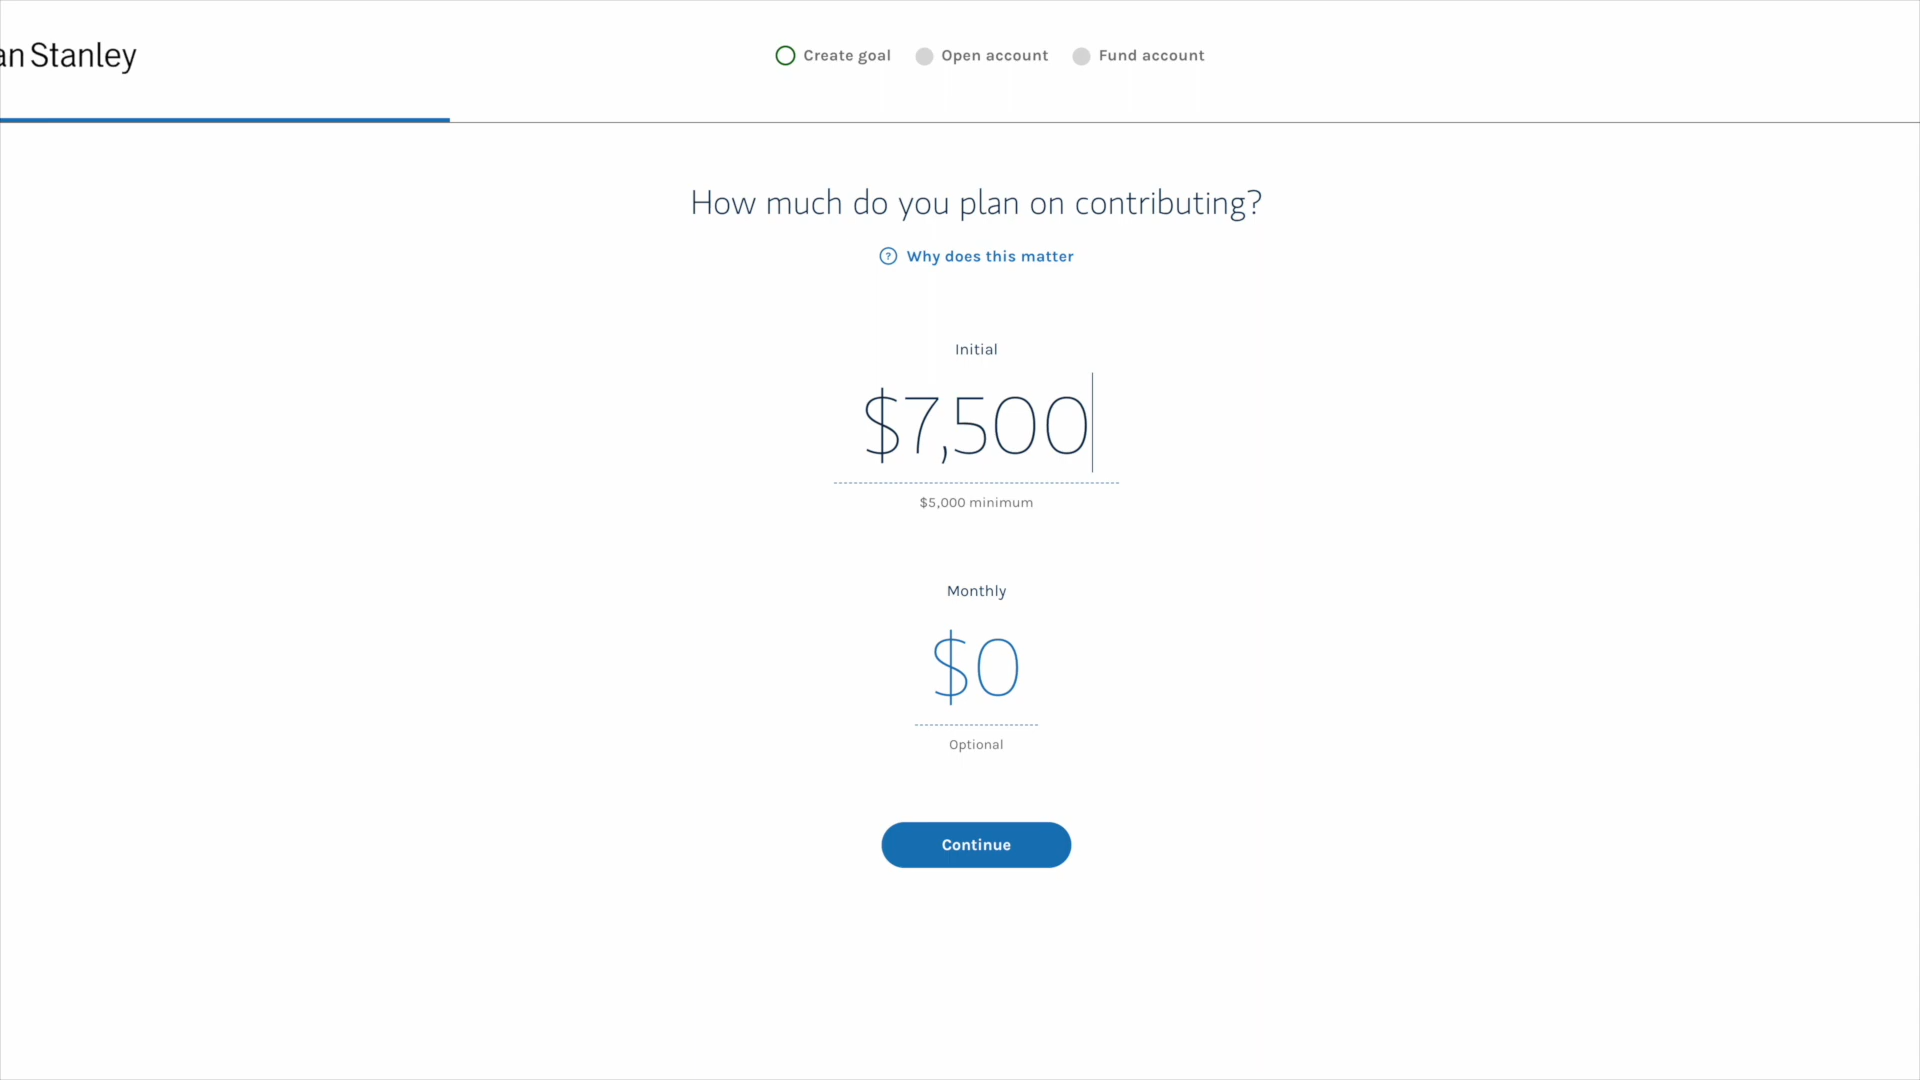 an Stanley
Create goal
Open account
Fund account
How much do you plan on contributing?
? Why does this matter
Initial
$7,500
$5,000 minimum
Monthly
$0
Optional
Continue